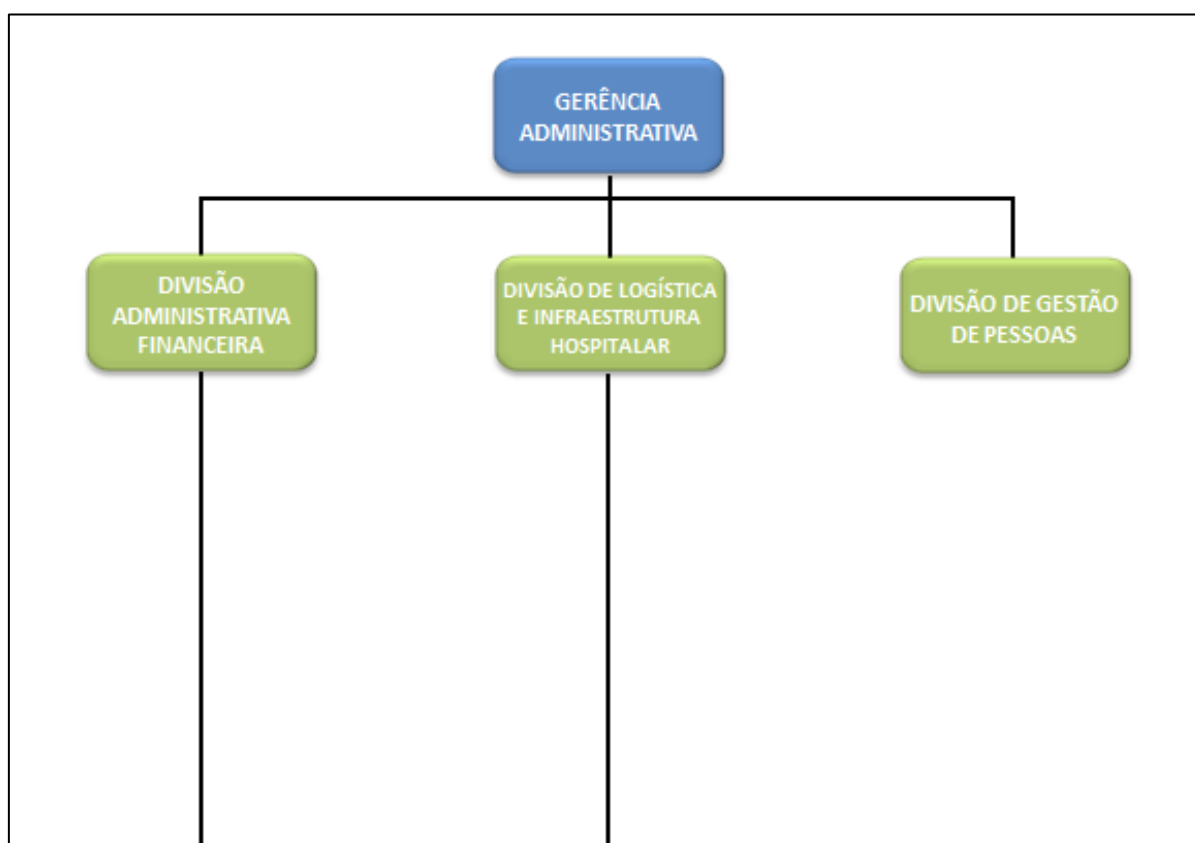 GERÊNCIA
ADMINISTRATIVA
DIVISÃO
ADMINISTRATIVA
FINANCEIRA
DIVISÃO DE LOGÍSTICA
E INFRAESTRUTURA
HOSPITALAR
DIVISÃO DE GESTÃO
DE PESSOAS